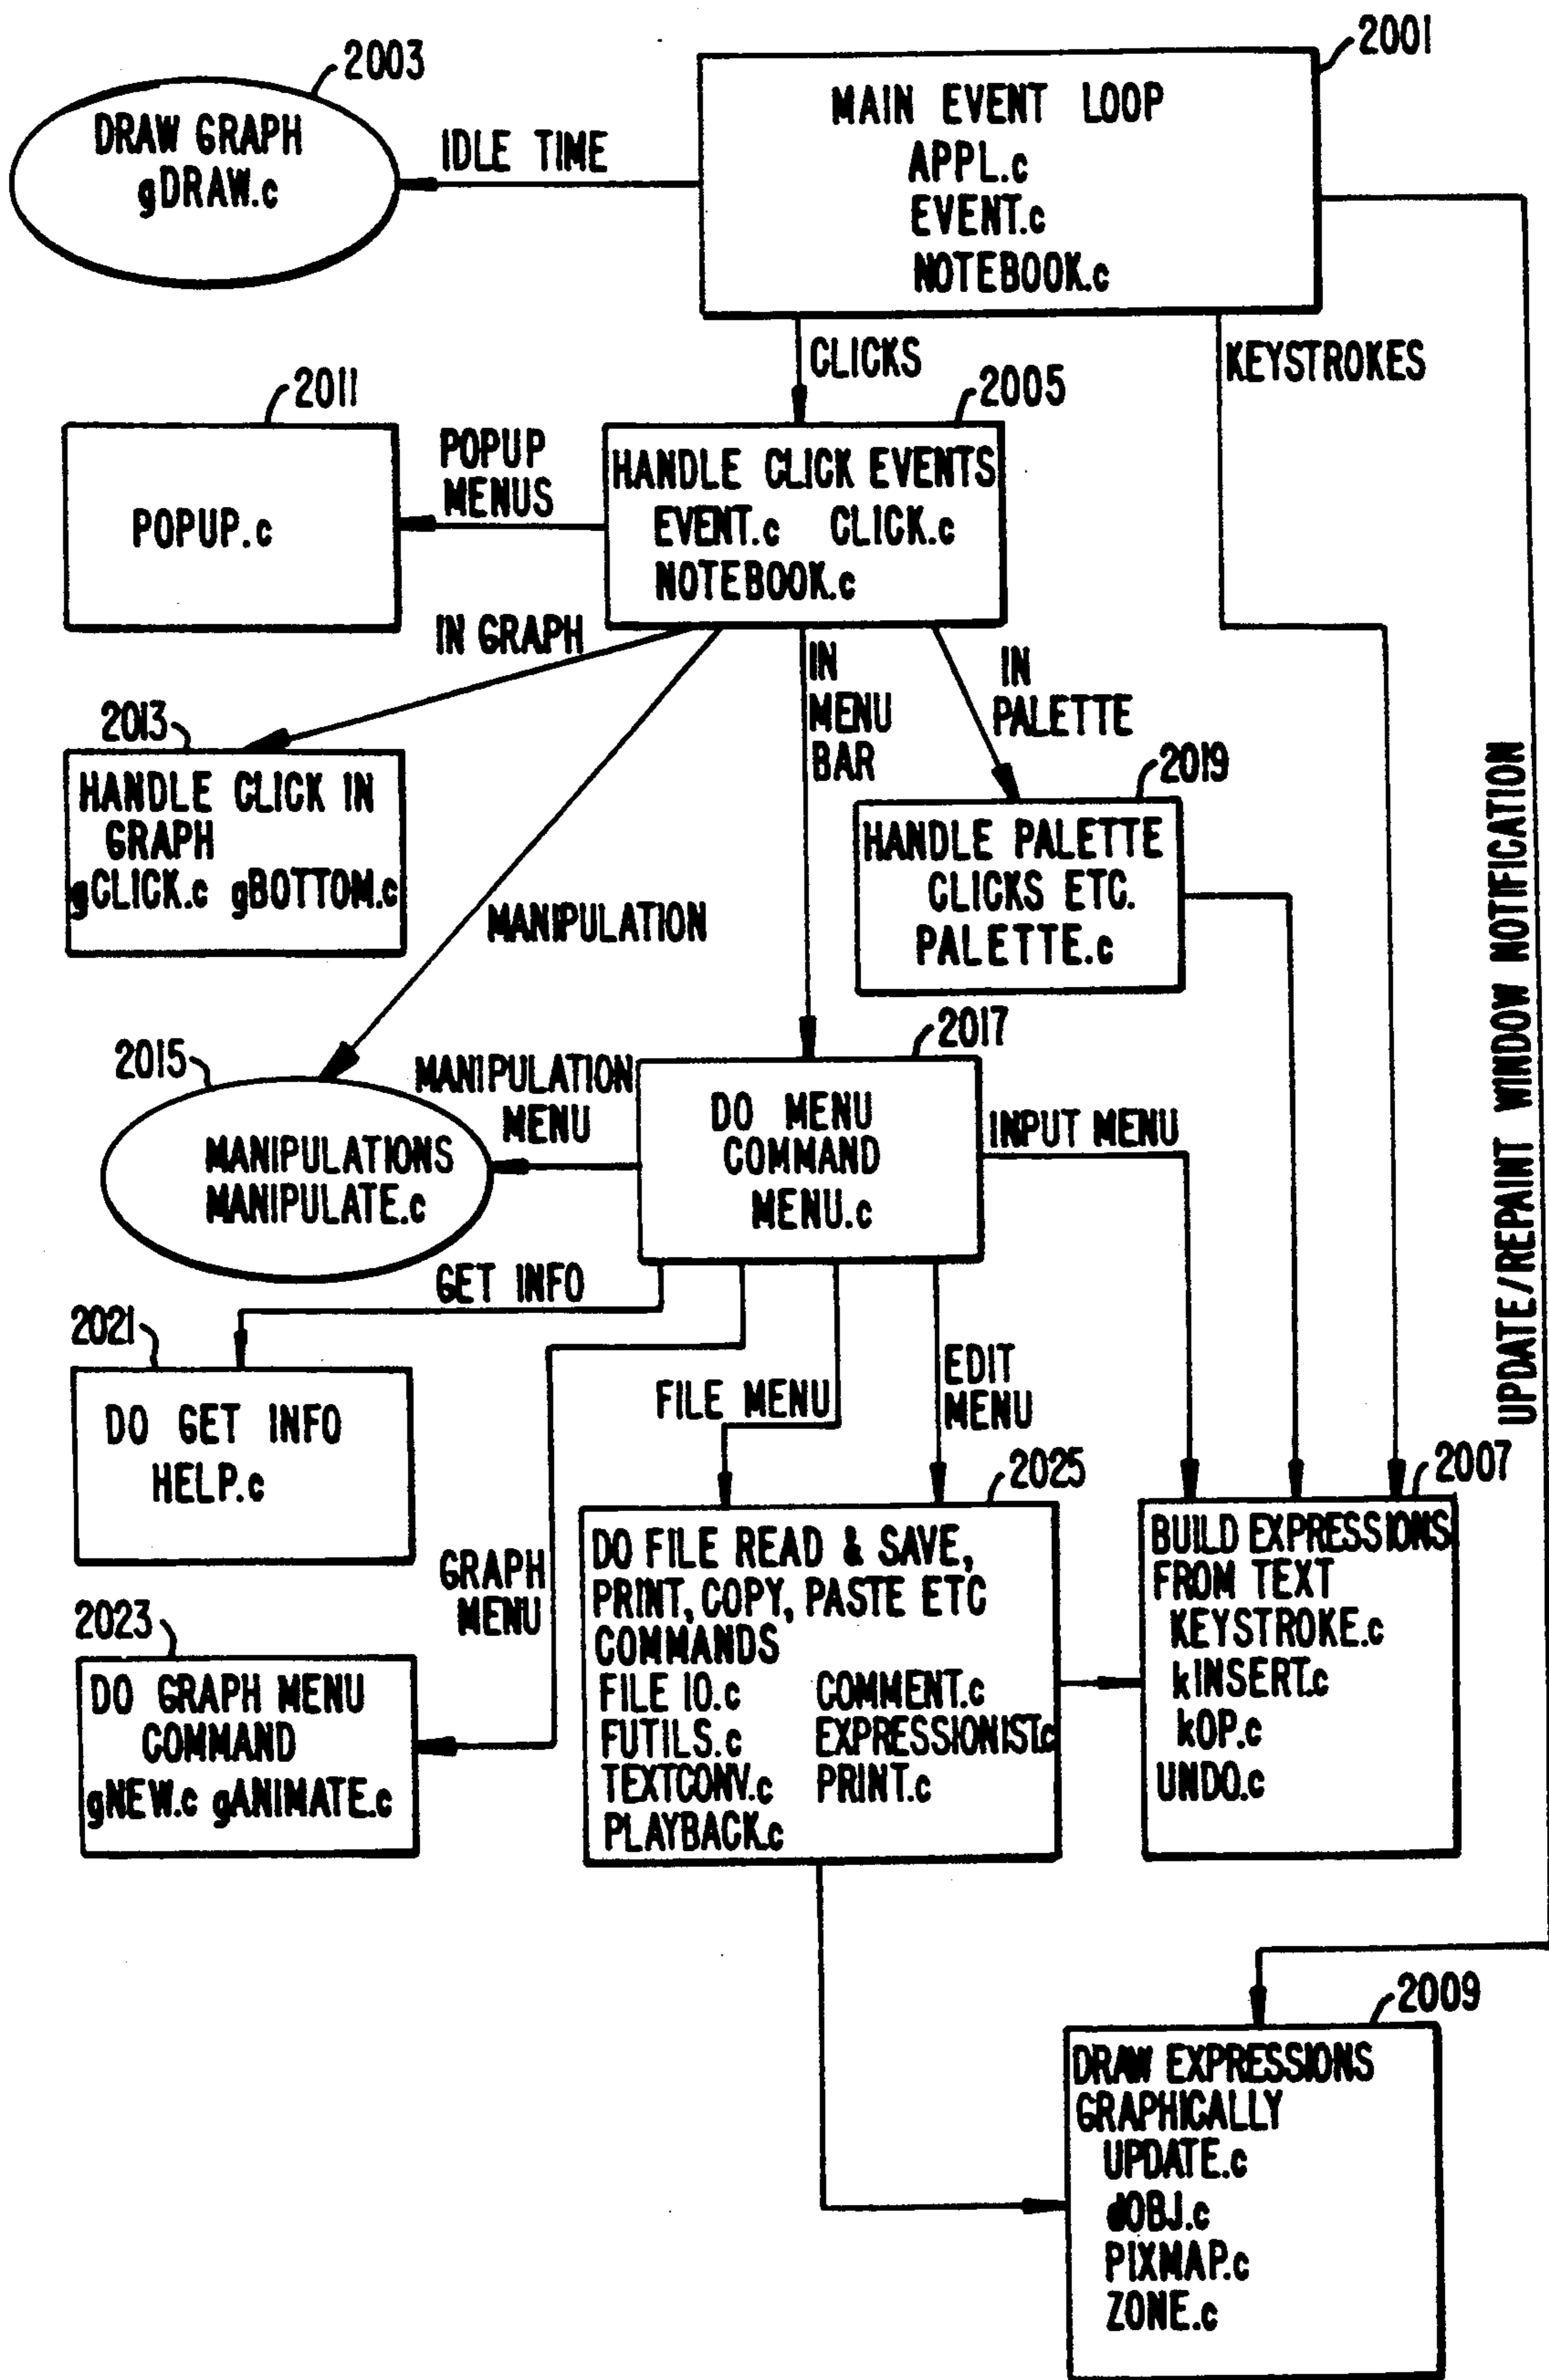 2003
DRAW GRAPH
gDRAW.c
IDLE TIME
2001
MAIN EVENT LOOP
APPL.c
EVENT.c
NOTEBOOK.c
CLICKS
KEYSTROKES
2011
POPUP.c
POPUP
MENUS
2005
HANDLE CLICK EVENTS
EVENT.c CLICK.c
NOTEBOOK.c
IN GRAPH
IN
MENU
BAR
IN
PALETTE
2013
HANDLE CLICK IN
GRAPH
gCLICK.c gBOTTOM.c
MANIPULATION
2019
HANDLE PALETTE
CLICKS ETC.
PALETTE.c
UPDATE/REPAINT WINDOW NOTIFICATION
2015
MANIPULATIONS
MANIPULATE.c
MANIPULATION
MENU
2017
DO MENU
COMMAND
MENU.c
INPUT MENU
GET INFO
2021
DO GET INFO
HELP.c
FILE MENU
EDIT
MENU
GRAPH
MENU
2023
DO GRAPH MENU
COMMAND
gNEW.c gANIMATE.c
2025
DO FILE READ & SAVE,
PRINT, COPY, PASTE ETC
COMMANDS
FILE IO.c COMMENT.c
FUTILS.c EXPRESSIONIST.c
TEXTCONV.c PRINT.c
PLAYBACK.c
2007
BUILD EXPRESSIONS
FROM TEXT
KEYSTROKE.c
kINSERT.c
kOP.c
UNDO.c
2009
DRAW EXPRESSIONS
GRAPHICALLY
UPDATE.c
dOBJ.c
PIXMAP.c
ZONE.c